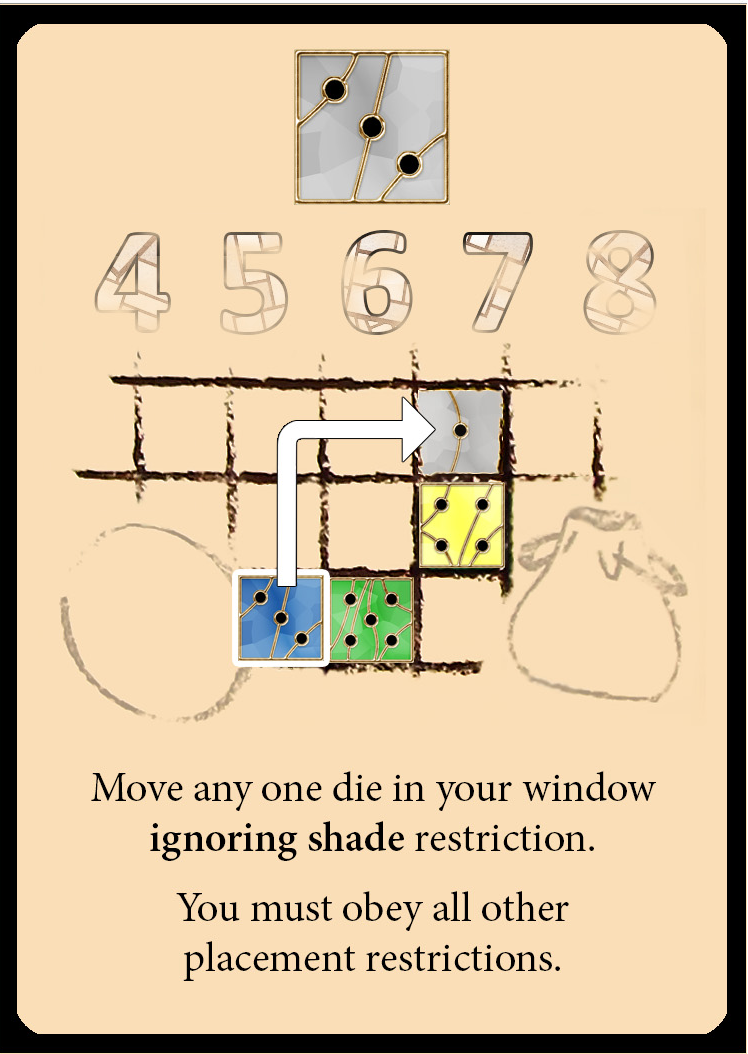 4 5 6 7 8
Move any one die in your window
ignoring shade restriction.
You must obey all other
placement restrictions.